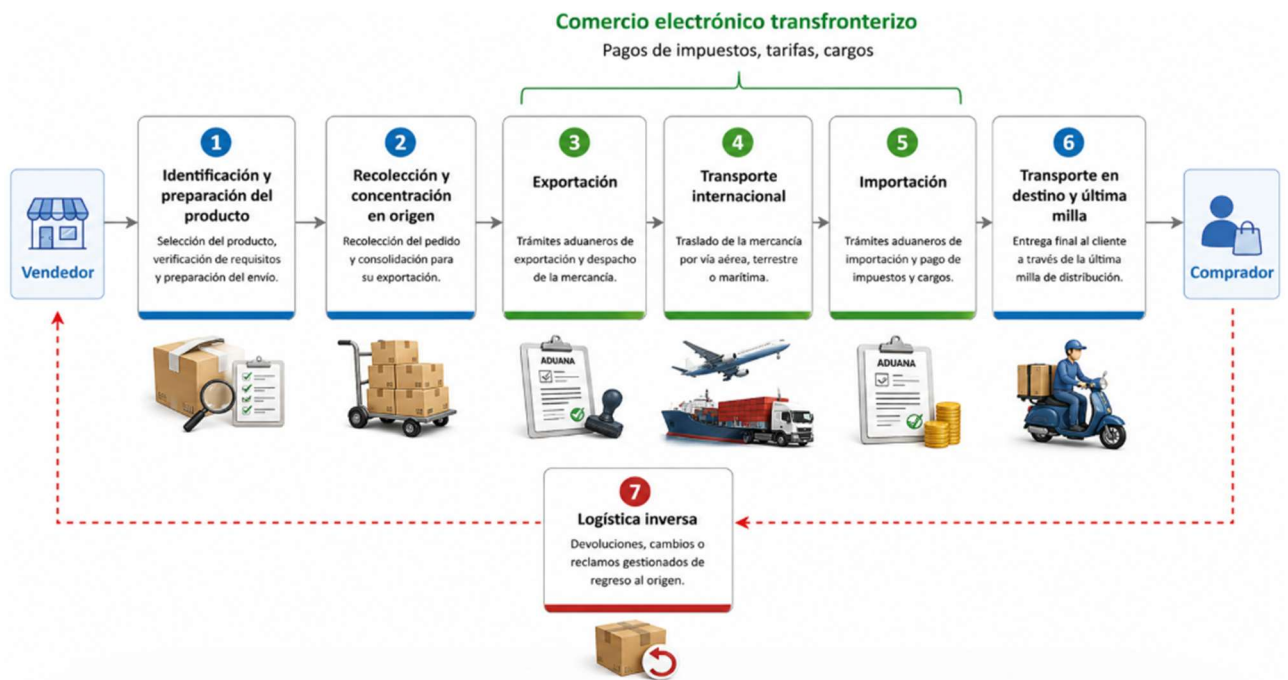 Comercio electrónico transfronterizo
Pagos de impuestos, tarifas, cargos
Vendedor
1
Identificación y
preparación del
producto
Selección del producto,
verificación de requisitos
y preparación del envío.
2
Recolección y
concentración
en origen
Recolección del pedido
y consolidación para
su exportación.
3
Exportación
Trámites aduaneros de
exportación y despacho
de la mercancía.
4
Transporte
internacional
Traslado de la mercancía
por vía aérea, terrestre
o marítima.
5
Importación
Trámites aduaneros de
importación y pago de
impuestos y cargos.
6
Transporte en
destino y última
milla
Entrega final al cliente
a través de la última
milla de distribución.
Comprador
ADUANA
ADUANA
7
Logística inversa
Devoluciones, cambios o
reclamos gestionados de
regreso al origen.